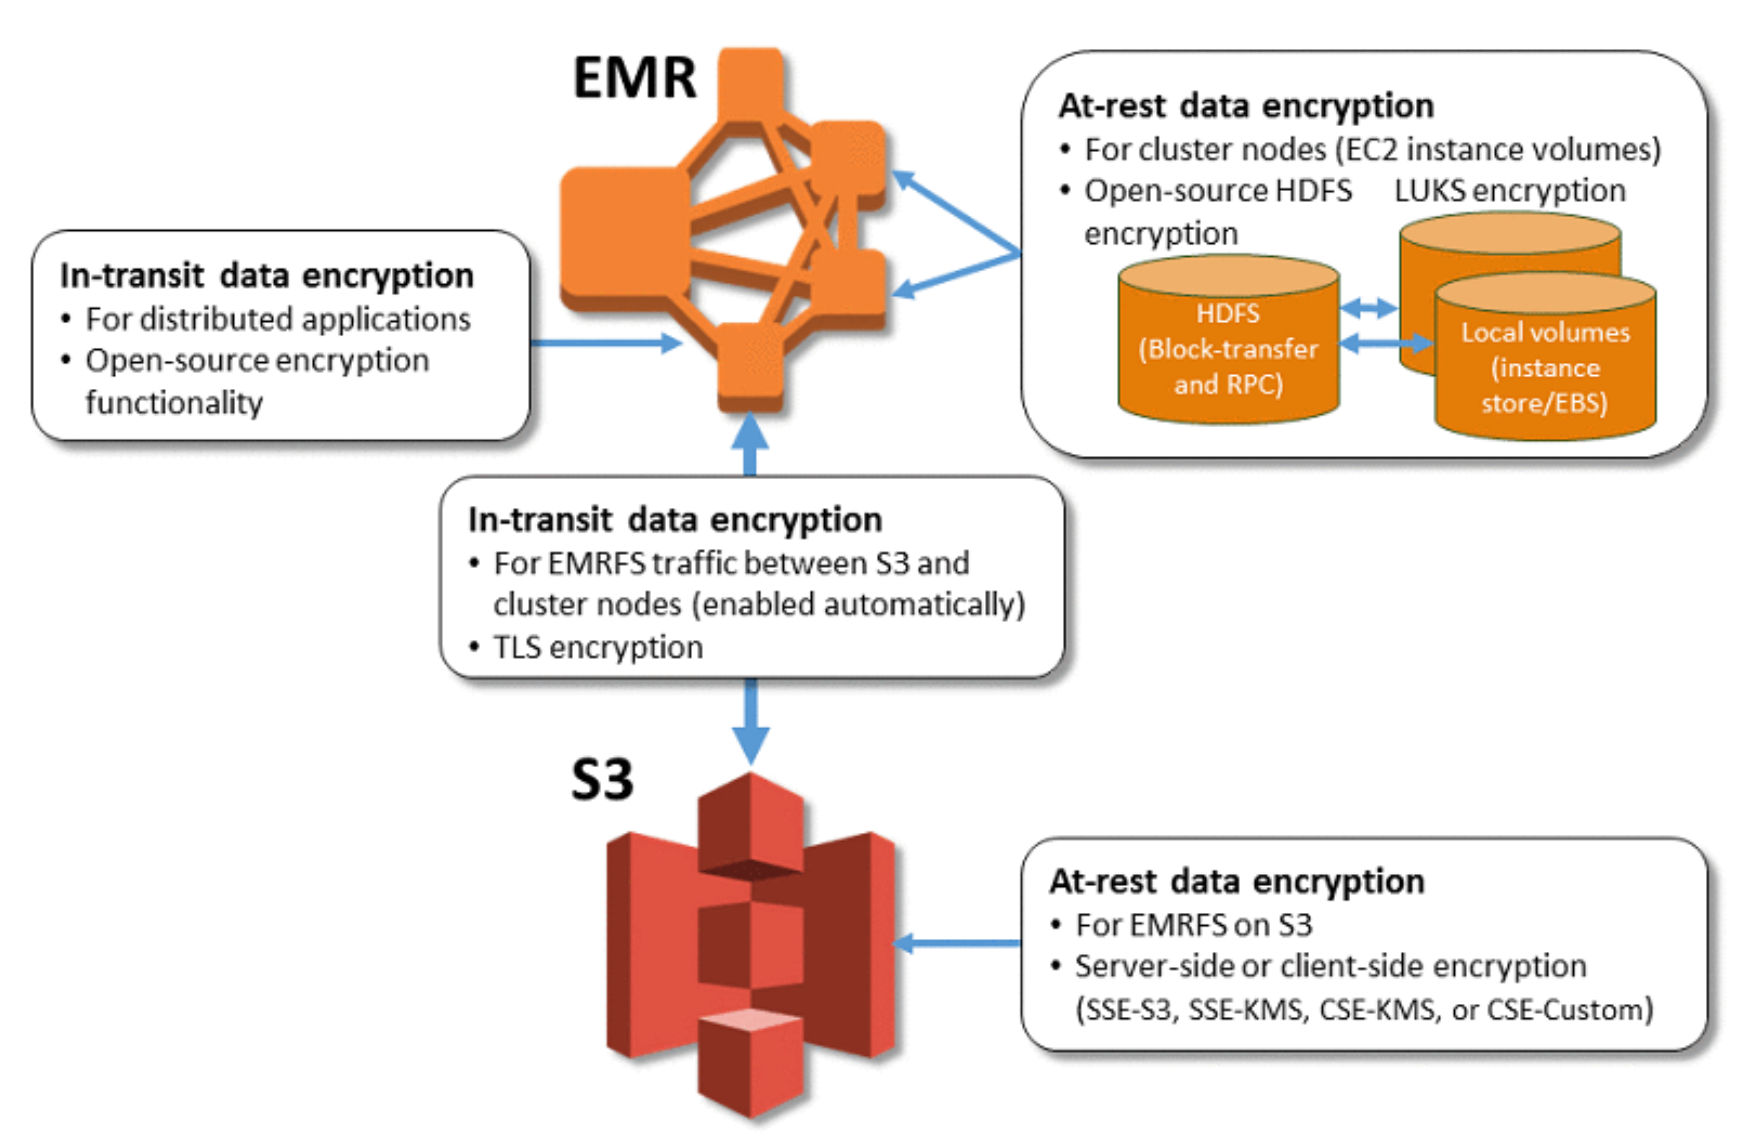 EMR
At-rest data encryption
• For cluster nodes (EC2 instance volumes)
• Open-source HDFS encryption
LUKS encryption
HDFS
(Block-transfer
and RPC)
Local volumes
(instance
store/EBS)
In-transit data encryption
• For distributed applications
• Open-source encryption
functionality
In-transit data encryption
• For EMRFS traffic between S3 and
cluster nodes (enabled automatically)
• TLS encryption
S3
At-rest data encryption
• For EMRFS on S3
• Server-side or client-side encryption
(SSE-S3, SSE-KMS, CSE-KMS, or CSE-Custom)